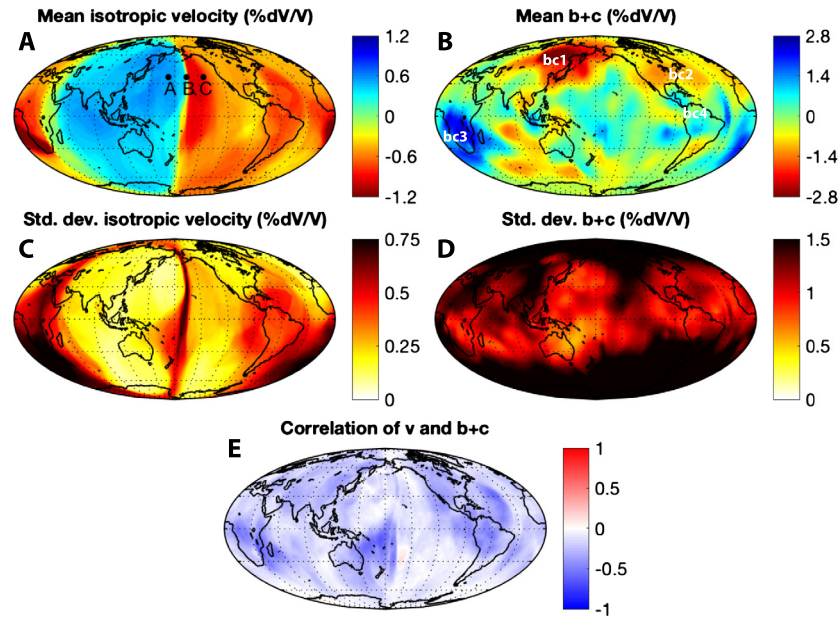 Mean isotropic velocity (%dV/V)
A
A B C
1.2
0.6
0
-0.6
-1.2
Mean b+c (%dV/V)
B
bc1
bc2
bc3
bc4
2.8
1.4
0
-1.4
-2.8
Std. dev. isotropic velocity (%dV/V)
C
0.75
0.5
0.25
0
Std. dev. b+c (%dV/V)
D
1.5
1
0.5
0
Correlation of v and b+c
E
1
0.5
0
-0.5
-1